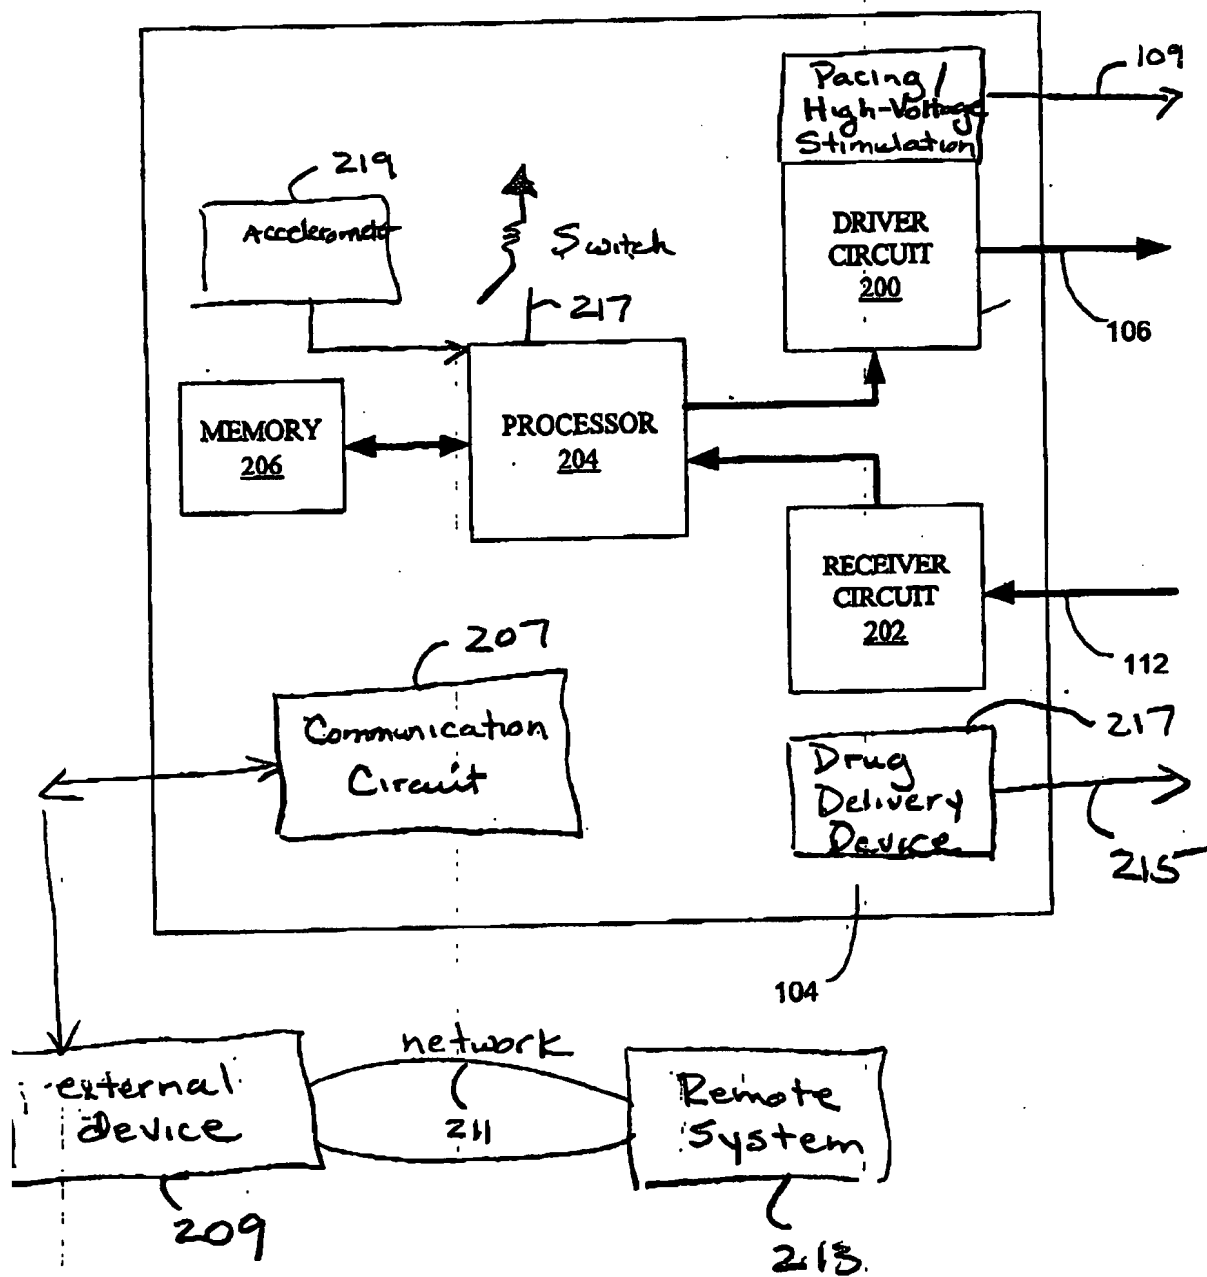 Pacing /
High-Voltage
Stimulation
109
219
Accelerometer
Switch
217
DRIVER
CIRCUIT
200
106
MEMORY
206
PROCESSOR
204
RECEIVER
CIRCUIT
202
112
207
Communication
Circuit
217
Drug
Delivery
Device
215
104
network
211
external
device
209
Remote
System
213